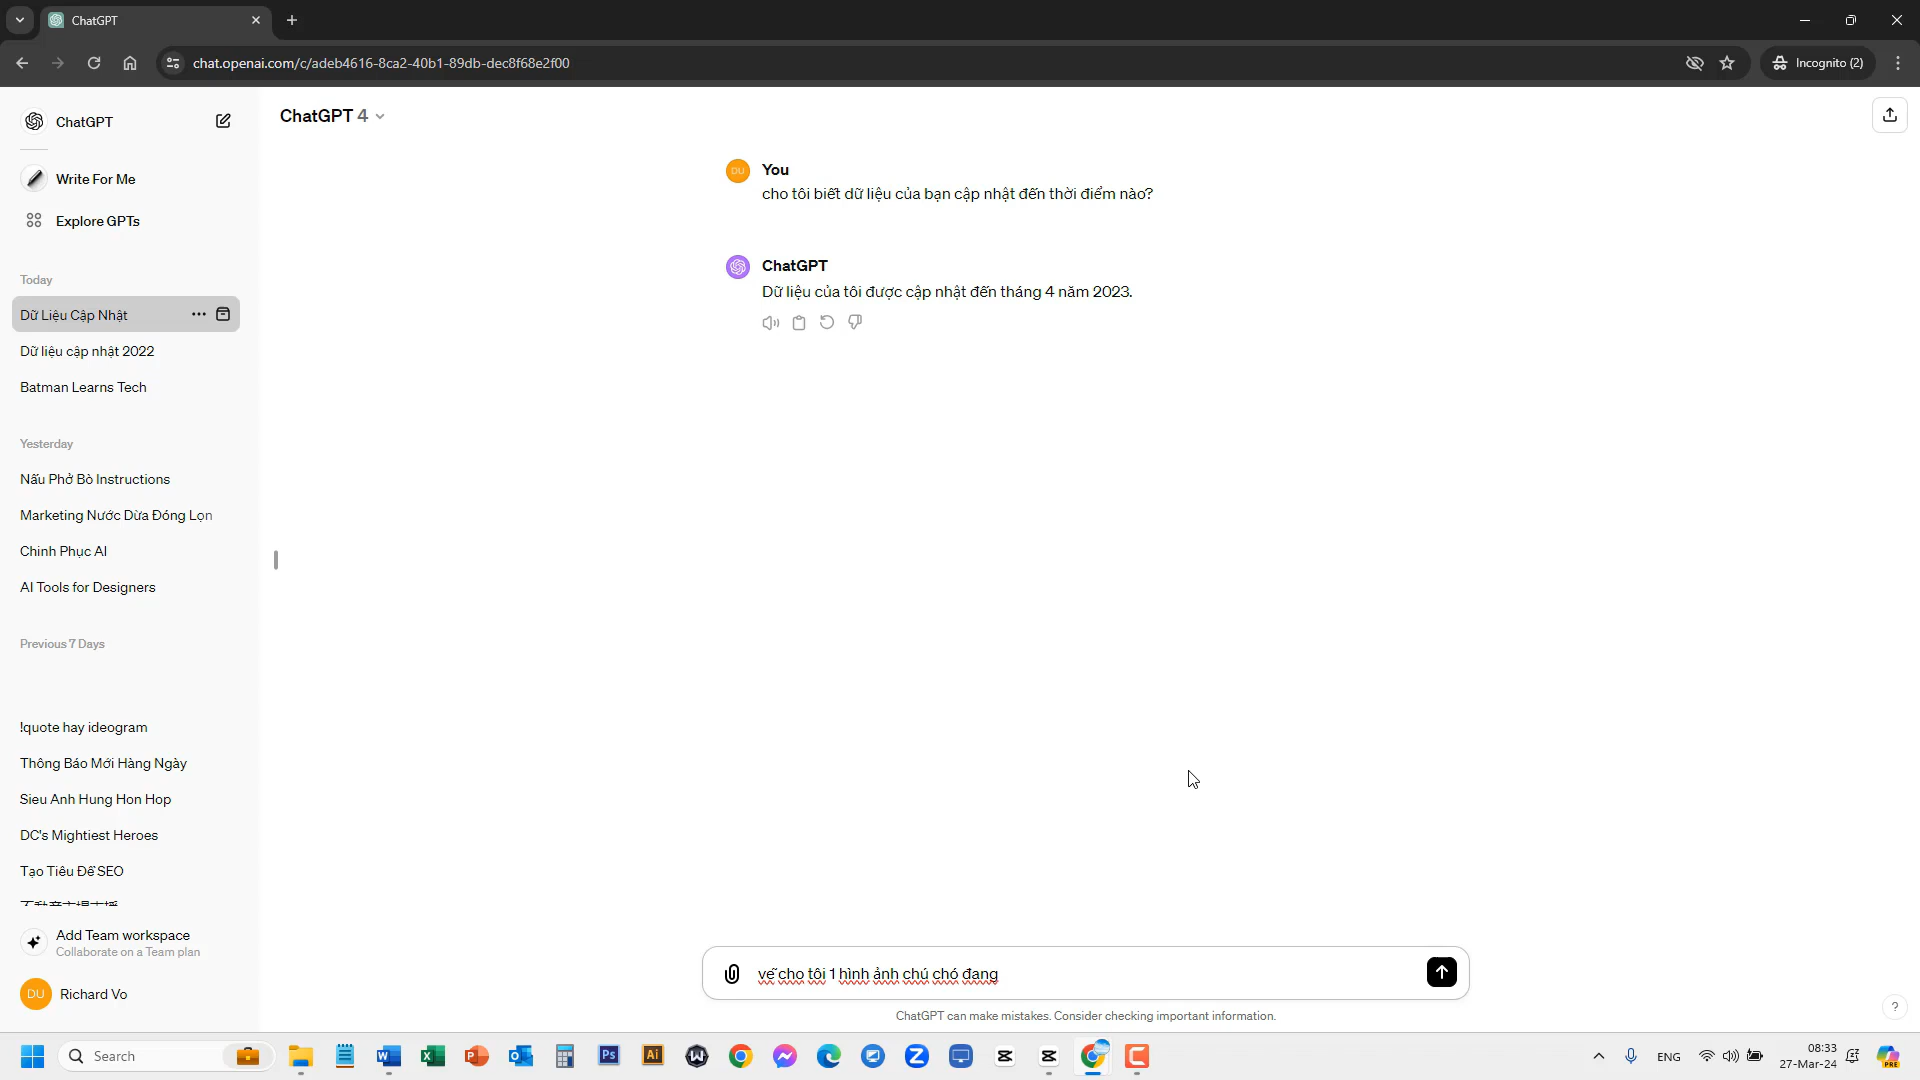 ChatGPT
chat.openai.com/c/adeb4616-8ca2-40b1-89db-dec8f68e2f00
Incognito (2)
ChatGPT
ChatGPT 4
Write For Me
Explore GPTs
Today
Dữ Liệu Cập Nhật
Dữ liệu cập nhật 2022
Batman Learns Tech
Yesterday
Nấu Phở Bò Instructions
Marketing Nước Dừa Đóng Lon
Chinh Phục AI
AI Tools for Designers
Previous 7 Days
!quote hay ideogram
Thông Báo Mới Hàng Ngày
Sieu Anh Hung Hon Hop
DC's Mightiest Heroes
Tạo Tiêu Đề SEO
Add Team workspace
Collaborate on a Team plan
DU
Richard Vo
DU
You
cho tôi biết dữ liệu của bạn cập nhật đến thời điểm nào?
ChatGPT
Dữ liệu của tôi được cập nhật đến tháng 4 năm 2023.
vẽ cho tôi 1 hình ảnh chú chó đang
ChatGPT can make mistakes. Consider checking important information.
?
Search
Ps
Ai
ENG
08:33
27-Mar-24
PRE